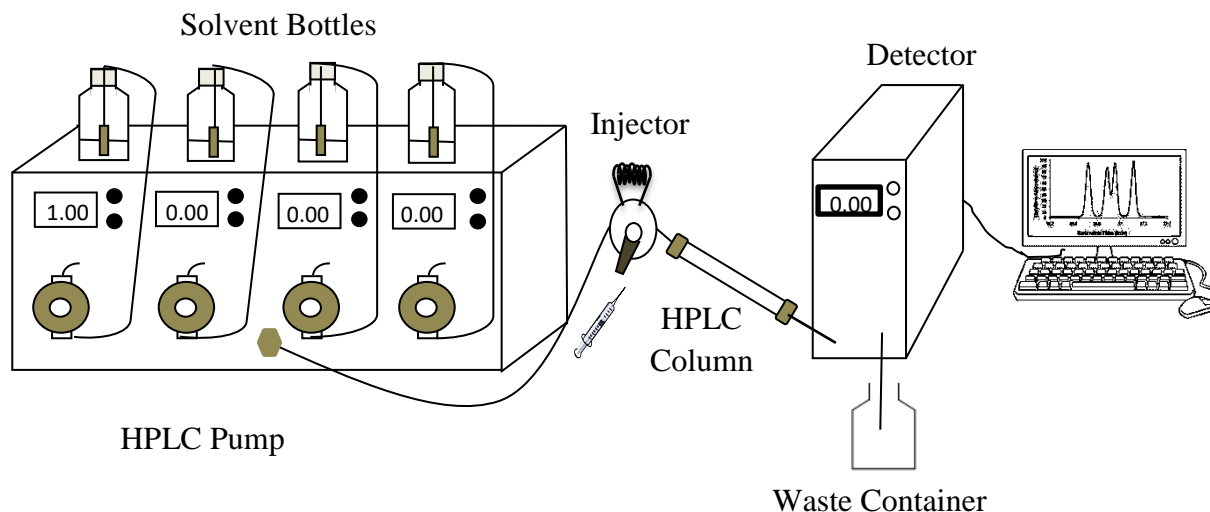 Solvent Bottles
Detector
Injector
1.00
0.00
0.00
0.00
0.00
HPLC
Column
HPLC Pump
Waste Container